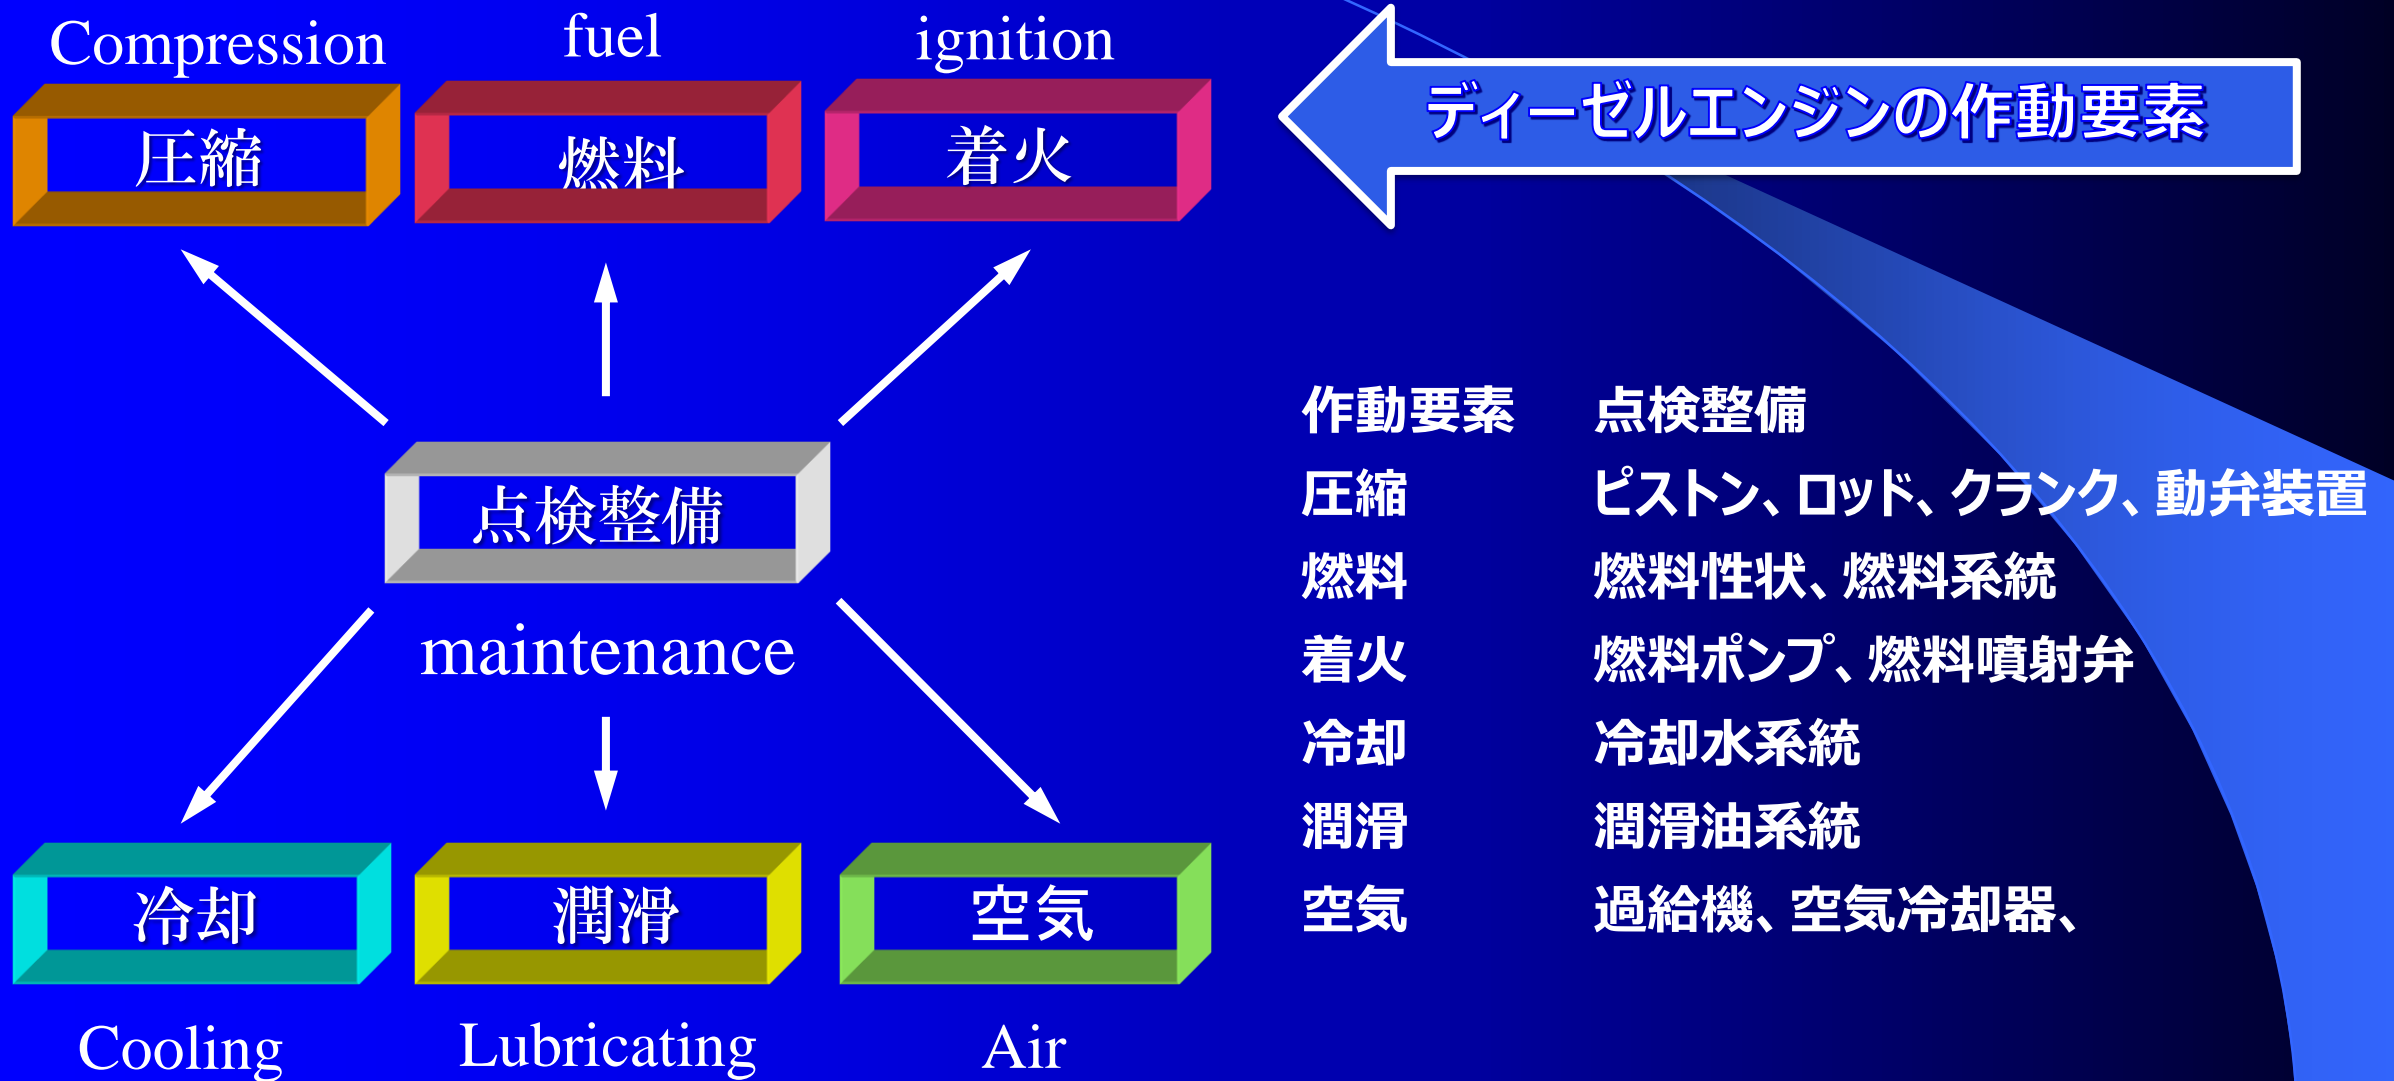 Compression fuel ignition
圧縮 燃料 着火
ディーゼルエンジンの作動要素
点検整備
maintenance
冷却 潤滑 空気
Cooling Lubricating Air
作動要素 点検整備
圧縮 ピストン、ロッド、クランク、動弁装置
燃料 燃料性状、燃料系統
着火 燃料ポンプ、燃料噴射弁
冷却 冷却水系統
潤滑 潤滑油系統
空気 過給機、空気冷却器、